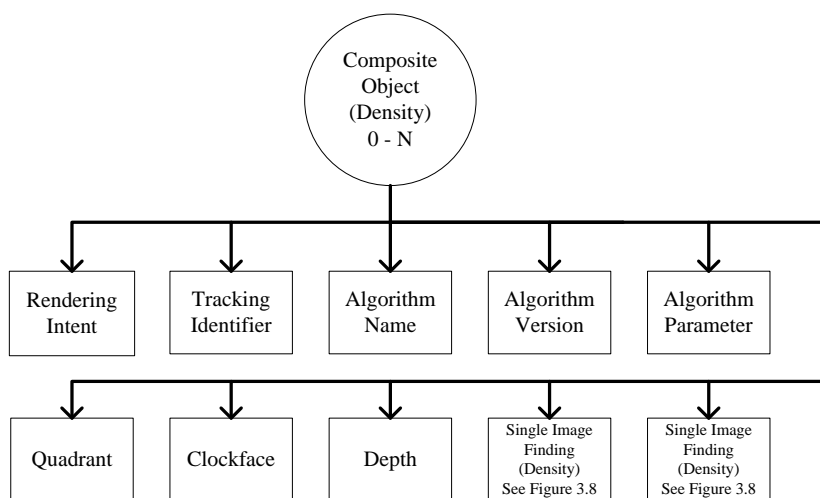 Composite
Object
(Density)
0 - N
Rendering
Intent
Tracking
Identifier
Algorithm
Name
Algorithm
Version
Algorithm
Parameter
Quadrant
Clockface
Depth
Single Image
Finding
(Density)
See Figure 3.8
Single Image
Finding
(Density)
See Figure 3.8